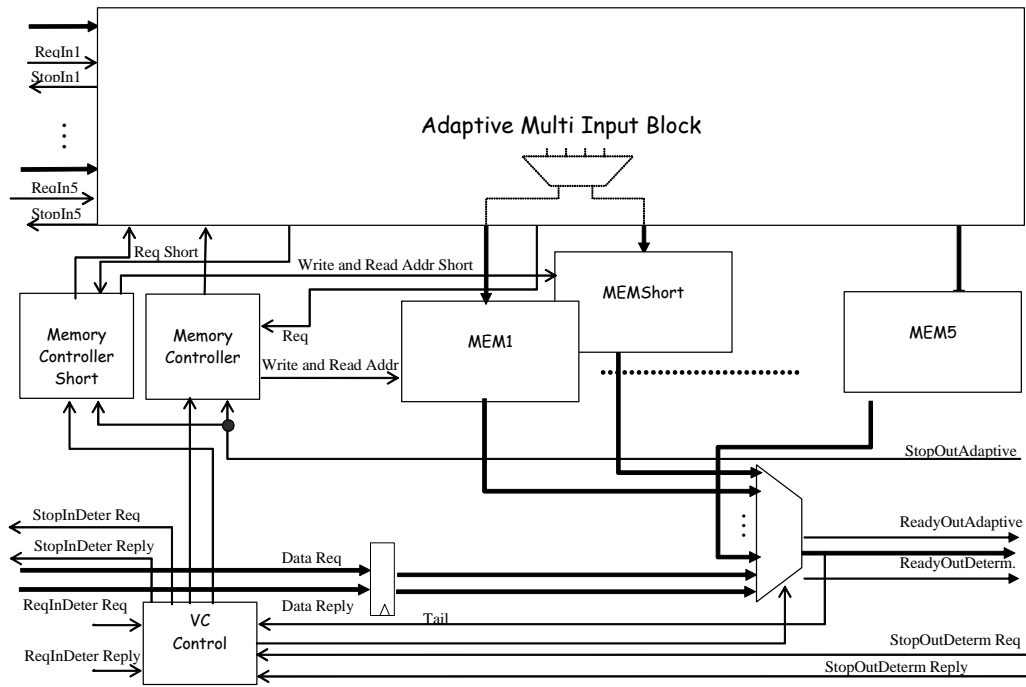 ReqIn1
StopIn1
Adaptive Multi Input Block
ReqIn5
StopIn5
Req Short
Write and Read Addr Short
MEMShort
Memory
Controller
Short
Memory
Controller
Req
MEM1
MEM5
Write and Read Addr
StopOutAdaptive
StopInDeter Req
ReadyOutAdaptive
StopInDeter Reply
Data Req
ReadyOutDeterm.
ReqInDeter Req
Data Reply
VC
Control
Tail
StopOutDeterm Req
ReqInDeter Reply
StopOutDeterm Reply